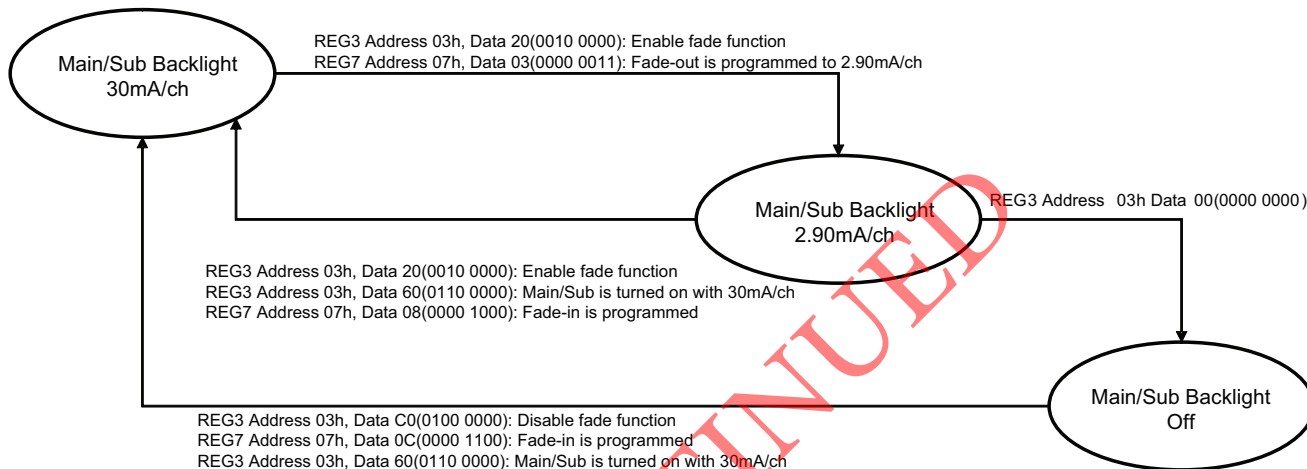 REG3 Address 03h, Data 20(0010 0000): Enable fade function
REG7 Address 07h, Data 03(0000 0011): Fade-out is programmed to 2.90mA/ch
Main/Sub Backlight
30mA/ch
Main/Sub Backlight
2.90mA/ch
REG3 Address 03h Data 00(0000 0000)
REG3 Address 03h, Data 20(0010 0000): Enable fade function
REG3 Address 03h, Data 60(0110 0000): Main/Sub is turned on with 30mA/ch
REG7 Address 07h, Data 08(0000 1000): Fade-in is programmed
Main/Sub Backlight
Off
REG3 Address 03h, Data C0(0100 0000): Disable fade function
REG7 Address 07h, Data 0C(0000 1100): Fade-in is programmed
REG3 Address 03h, Data 60(0110 0000): Main/Sub is turned on with 30mA/ch
INUED